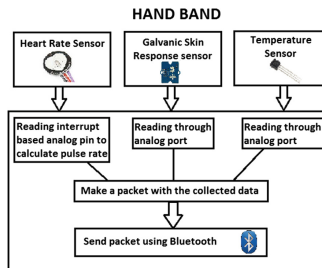 HAND BAND
Heart Rate Sensor
Galvanic Skin
Response sensor
Temperature
Sensor
Reading interrupt
based analog pin to
calculate pulse rate
Reading through
analog port
Reading through
analog port
Make a packet with the collected data
Send packet using Bluetooth